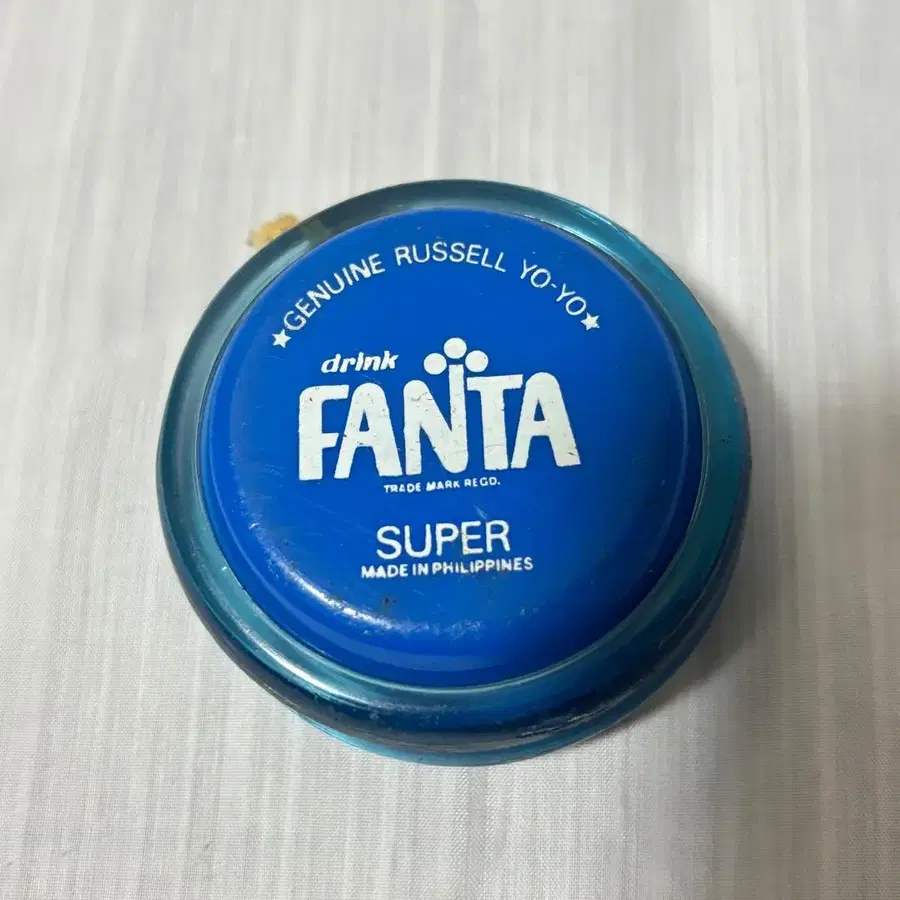 ★GENUINE RUSSELL YO-YO★
drink
FANTA
TRADE MARK REGD.
SUPER
MADE IN PHILIPPINES